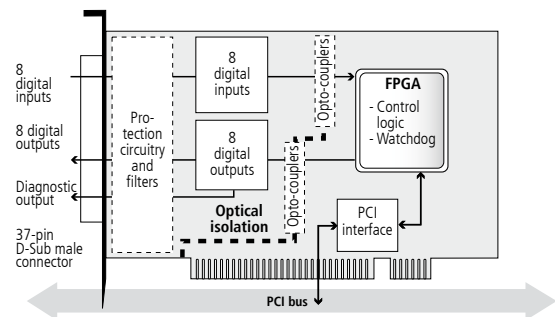 8
digital
inputs
8 digital
outputs
Diagnostic
output
37-pin
D-Sub male
connector
Pro-
tection
circuitry
and
filters
8
digital
inputs
8
digital
outputs
Optical
isolation
Opto-couplers
Opto-couplers
FPGA
- Control
logic
- Watchdog
PCI
interface
PCI bus